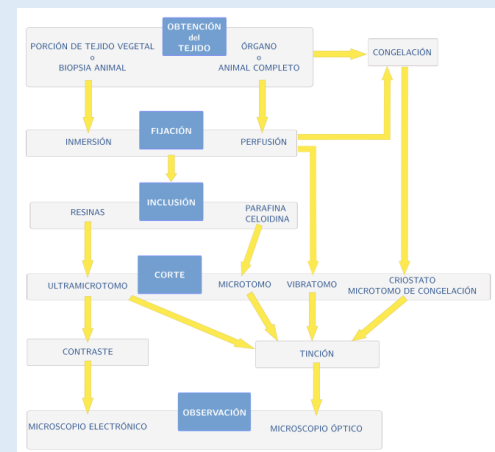 OBTENCIÓN
del
TEJIDO
PORCIÓN DE TEJIDO VEGETAL
o
BIOPSIA ANIMAL
ÓRGANO
o
ANIMAL COMPLETO
CONGELACIÓN
INMERSIÓN
FIJACIÓN
PERFUSIÓN
INCLUSIÓN
RESINAS
PARAFINA
CELOIDINA
CORTE
ULTRAMICROTOMO
MICROTOMO
VIBRATOMO
CRIOSTATO
MICROTOMO DE CONGELACIÓN
CONTRASTE
TINCIÓN
OBSERVACIÓN
MICROSCOPIO ELECTRÓNICO
MICROSCOPIO ÓPTICO